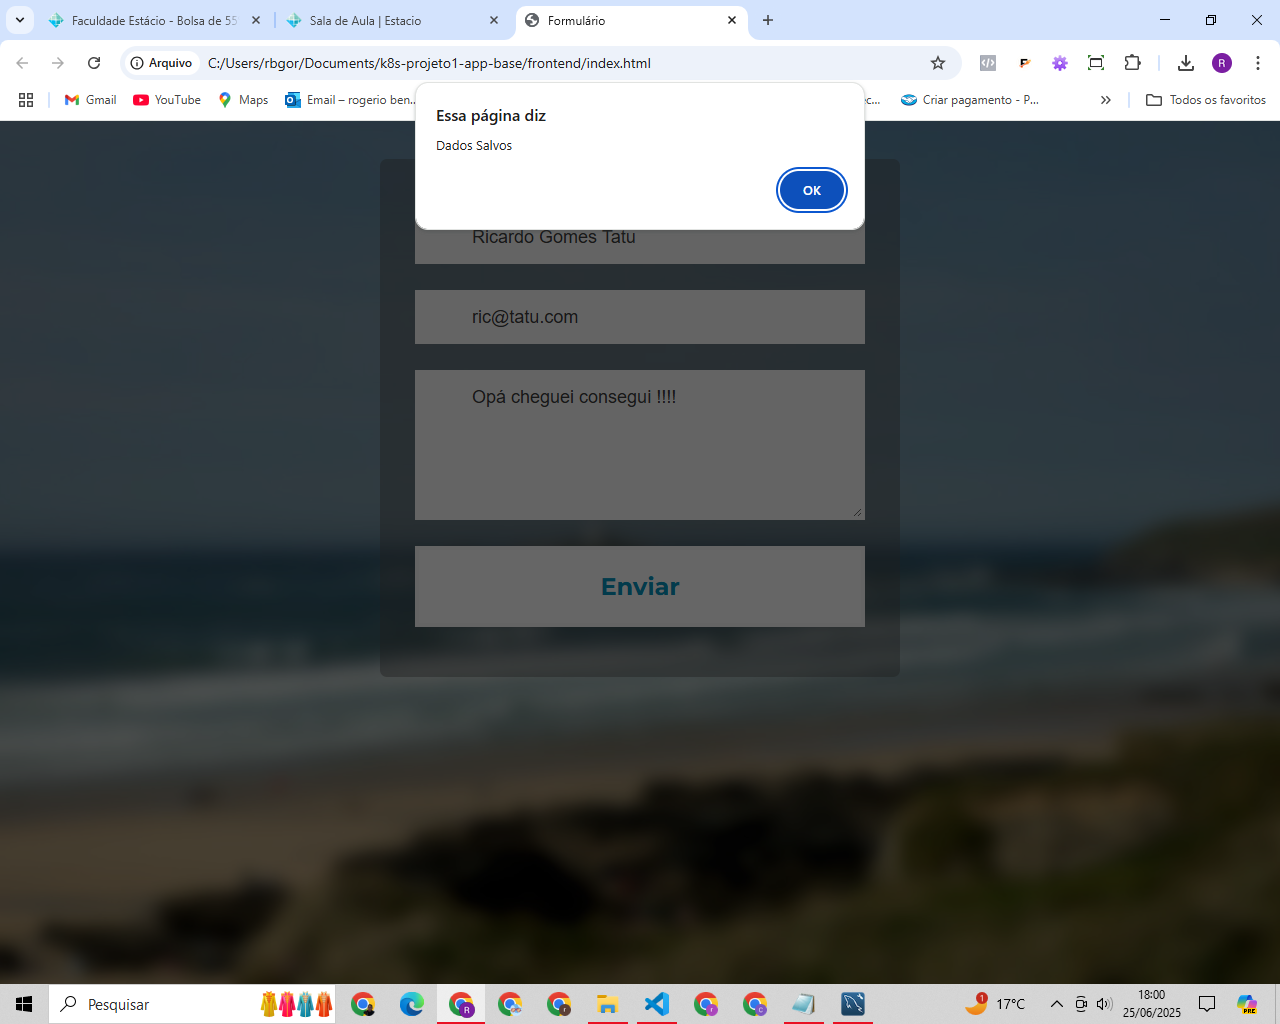 Faculdade Estácio - Bolsa de 55
Sala de Aula | Estacio
Formulário
Arquivo
C:/Users/rbgor/Documents/k8s-projeto1-app-base/frontend/index.html
R
Gmail
YouTube
Maps
Email – rogerio ben...
Criar pagamento - P...
»
Todos os favoritos
Essa página diz
Dados Salvos
OK
Ricardo Gomes Tatu
ric@tatu.com
Opá cheguei consegui !!!!
Enviar
Pesquisar
1
17°C
18:00
25/06/2025
PRE